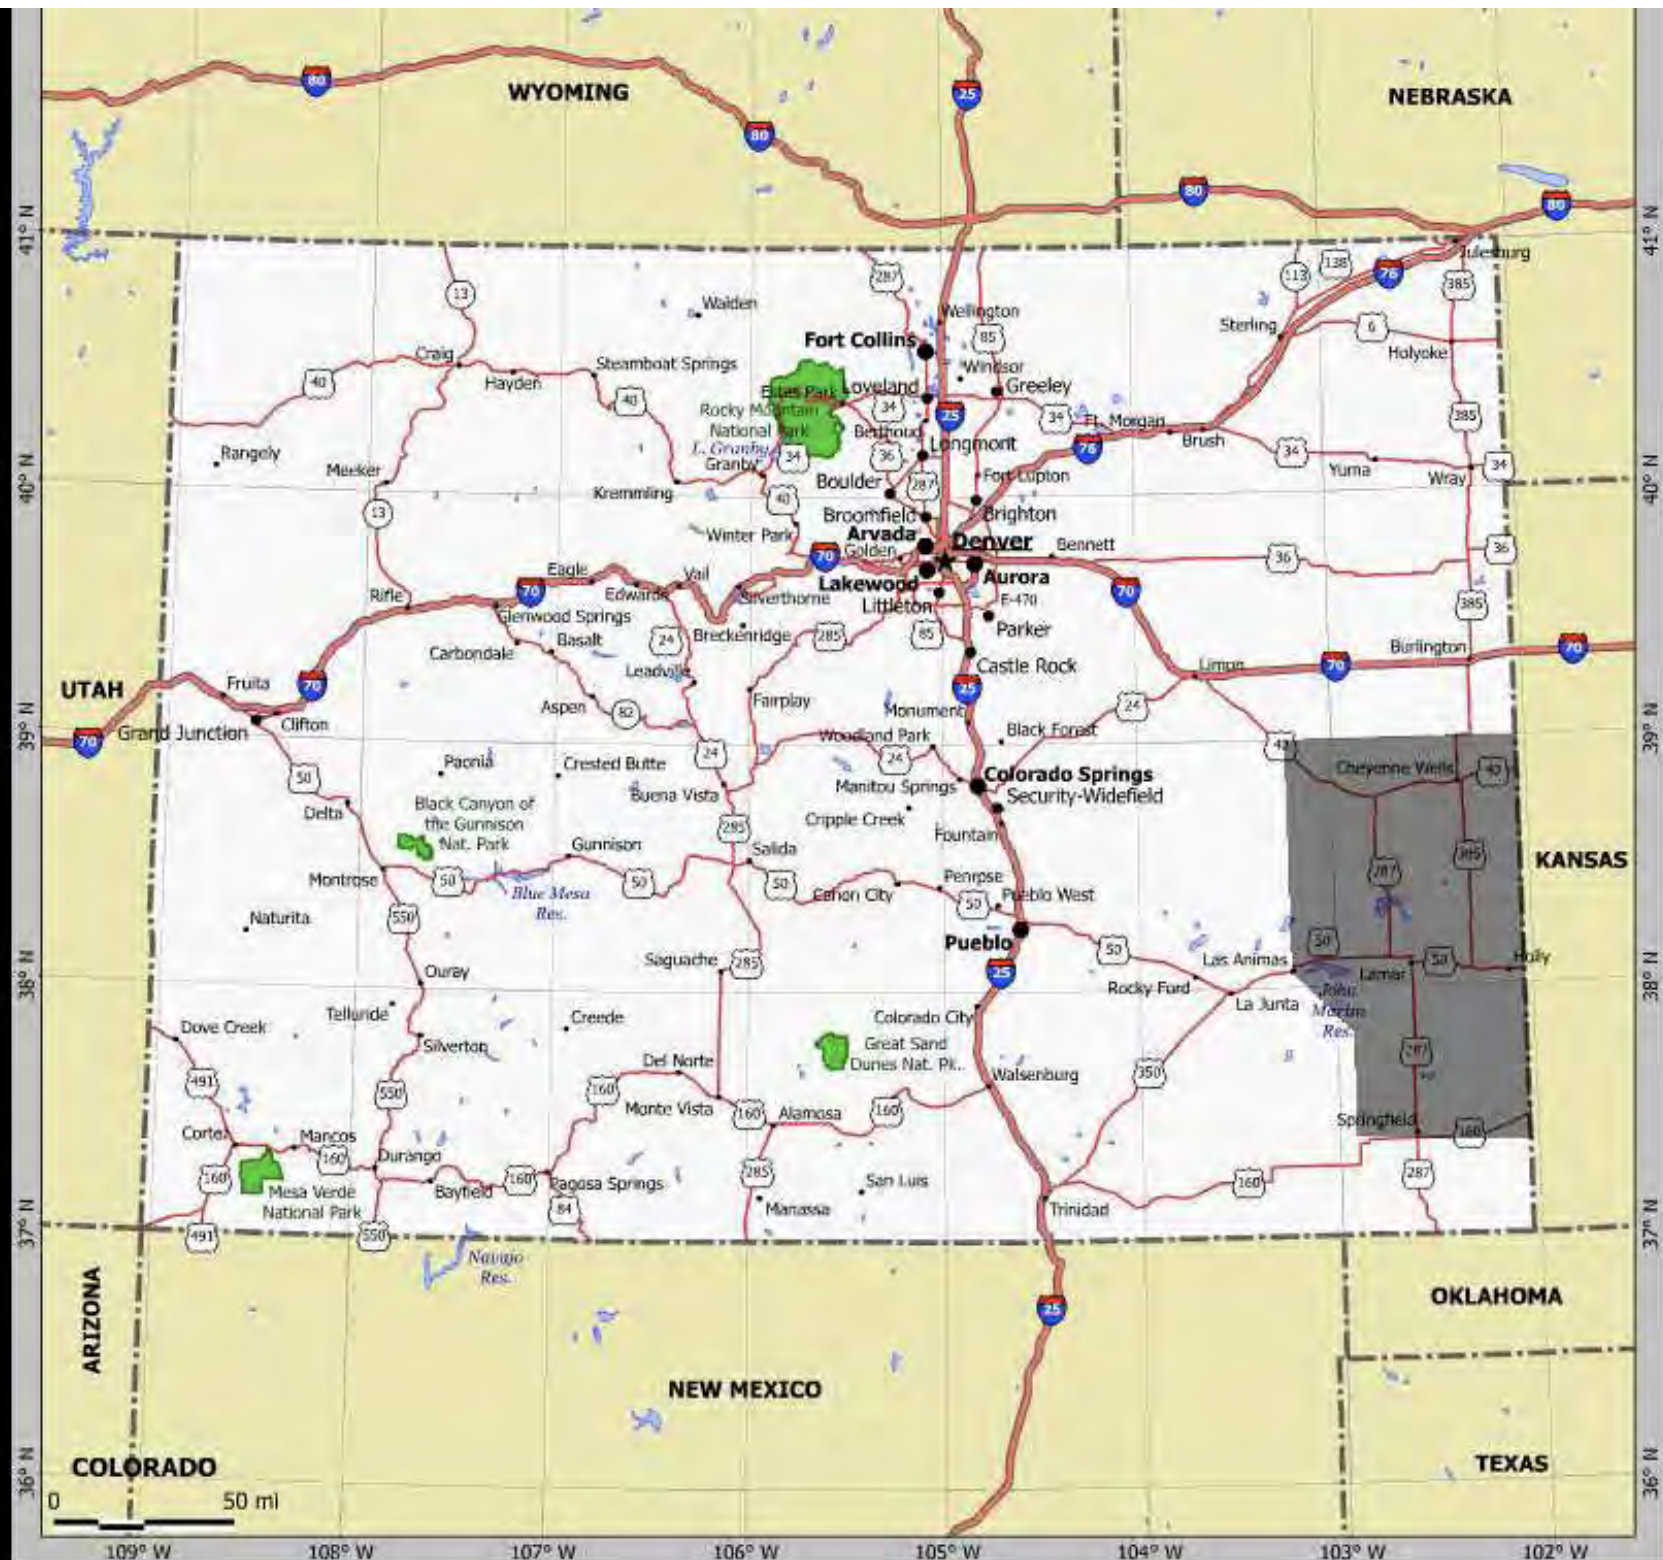 80
25
WYOMING
NEBRASKA
80
80
80
41° N
41° N
Julesburg
287
113
138
76
385
13
Walden
Wellington
Sterling
6
Fort Collins
85
Holyoke
Craig
Steamboat Springs
Windsor
40
Hayden
40
Estes Park
Loveland
Greeley
Rocky Mountain
National Park
34
25
34
Ft. Morgan
385
Berthoud
Longmont
76
Brush
Rangely
L. Granby
34
36
34
Yuma
34
Meeker
Granby
Boulder
287
Fort Lupton
Wray
40° N
40° N
Kremmling
40
13
Broomfield
Brighton
Winter Park
Arvada
Denver
70
Golden
Bennett
36
36
Eagle
Vail
Lakewood
Aurora
70
70
Rifle
Edwards
Silverthorne
Littleton
E-470
385
Glenwood Springs
Breckenridge
285
85
Parker
Basalt
24
Carbondale
Leadville
Castle Rock
Limon
70
Burlington
70
UTAH
Fruita
70
25
Aspen
82
Fairplay
Monument
24
70
Grand Junction
Clifton
Woodland Park
Black Forest
39° N
39° N
Paonia
Crested Butte
24
24
40
Cheyenne Wells
40
50
Buena Vista
Manitou Springs
Colorado Springs
Security-Widefield
Delta
Black Canyon of
the Gunnison
Nat. Park
285
Cripple Creek
Fountain
Gunnison
Salida
385
KANSAS
Montrose
50
50
50
Penrose
287
Blue Mesa
Res.
Cañon City
50
Pueblo West
Naturita
550
Pueblo
50
50
Saguache
285
25
Las Animas
Lamar
50
Holly
Ouray
Rocky Ford
38° N
38° N
La Junta
John
Martin
Res.
Telluride
Creede
Colorado City
Dove Creek
Silverton
Great Sand
Dunes Nat. Pk.
287
Del Norte
491
550
160
Walsenburg
350
Monte Vista
160
Alamosa
160
Cortez
Mancos
Springfield
160
160
160
Durango
160
285
160
287
Bayfield
Pagosa Springs
San Luis
Mesa Verde
National Park
84
Manassa
Trinidad
37° N
37° N
491
550
Navajo
Res.
ARIZONA
25
OKLAHOMA
NEW MEXICO
COLORADO
TEXAS
36° N
36° N
0 50 mi
109° W 108° W 107° W 106° W 105° W 104° W 103° W 102° W